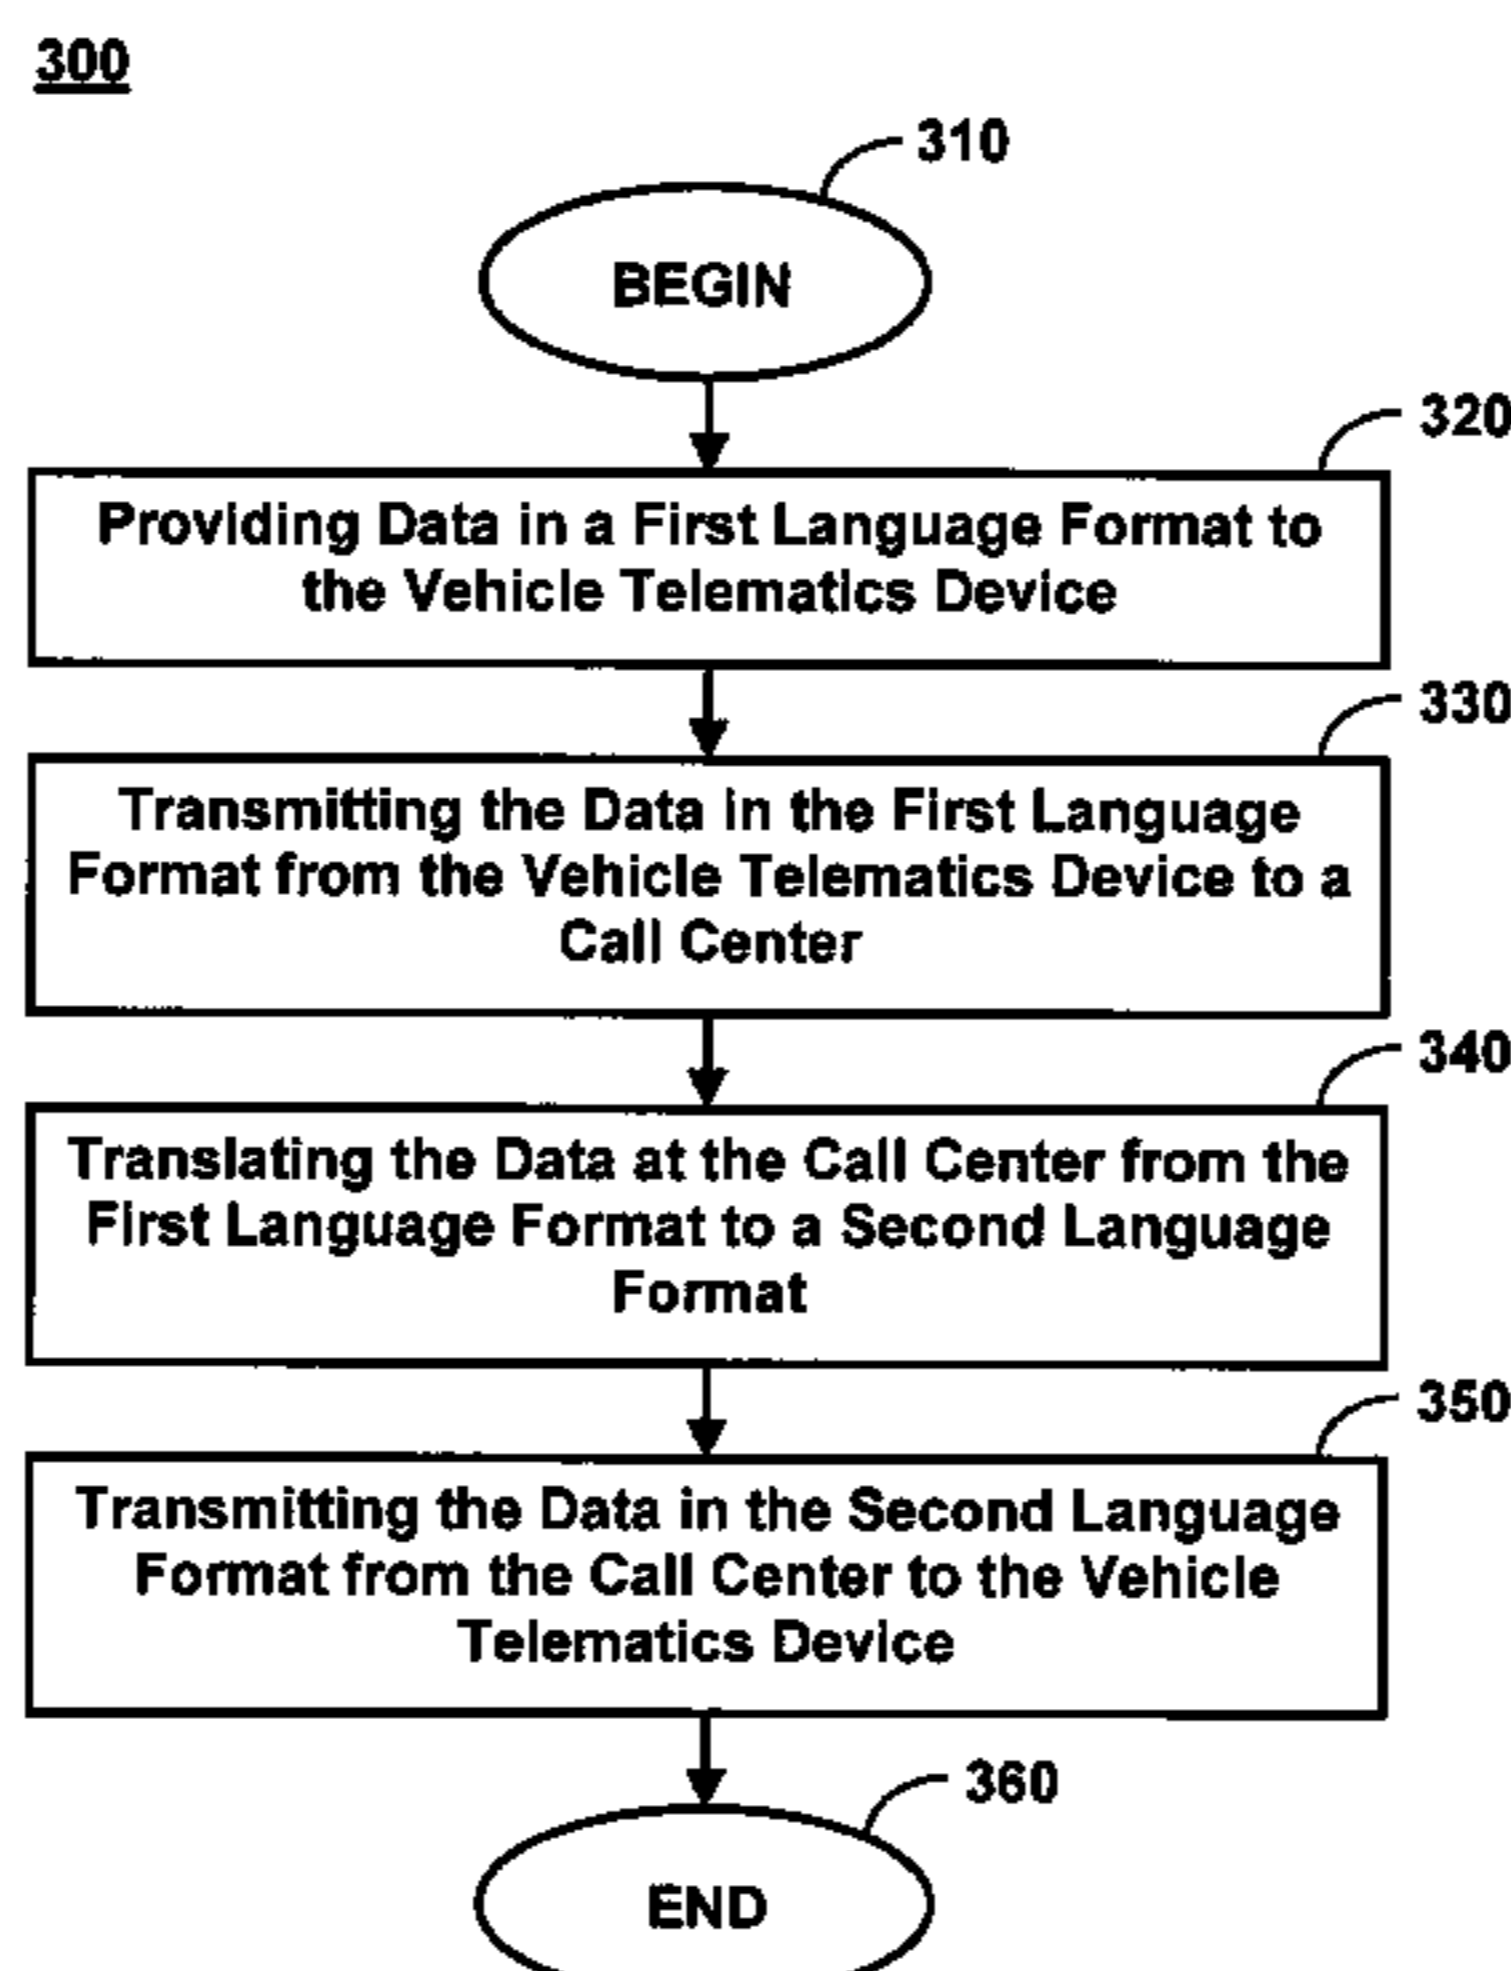 300
310
BEGIN
320
Providing Data in a First Language Format to
the Vehicle Telematics Device
330
Transmitting the Data in the First Language
Format from the Vehicle Telematics Device to a
Call Center
340
Translating the Data at the Call Center from the
First Language Format to a Second Language
Format
350
Transmitting the Data in the Second Language
Format from the Call Center to the Vehicle
Telematics Device
360
END